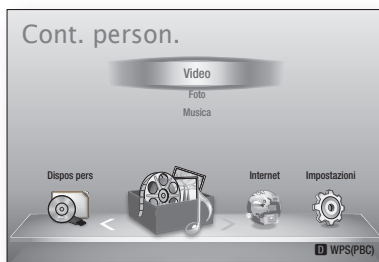 Cont. person.
Video
Foto
Musica
Dispos pers
Internet
Impostazioni
D WPS(PBC)